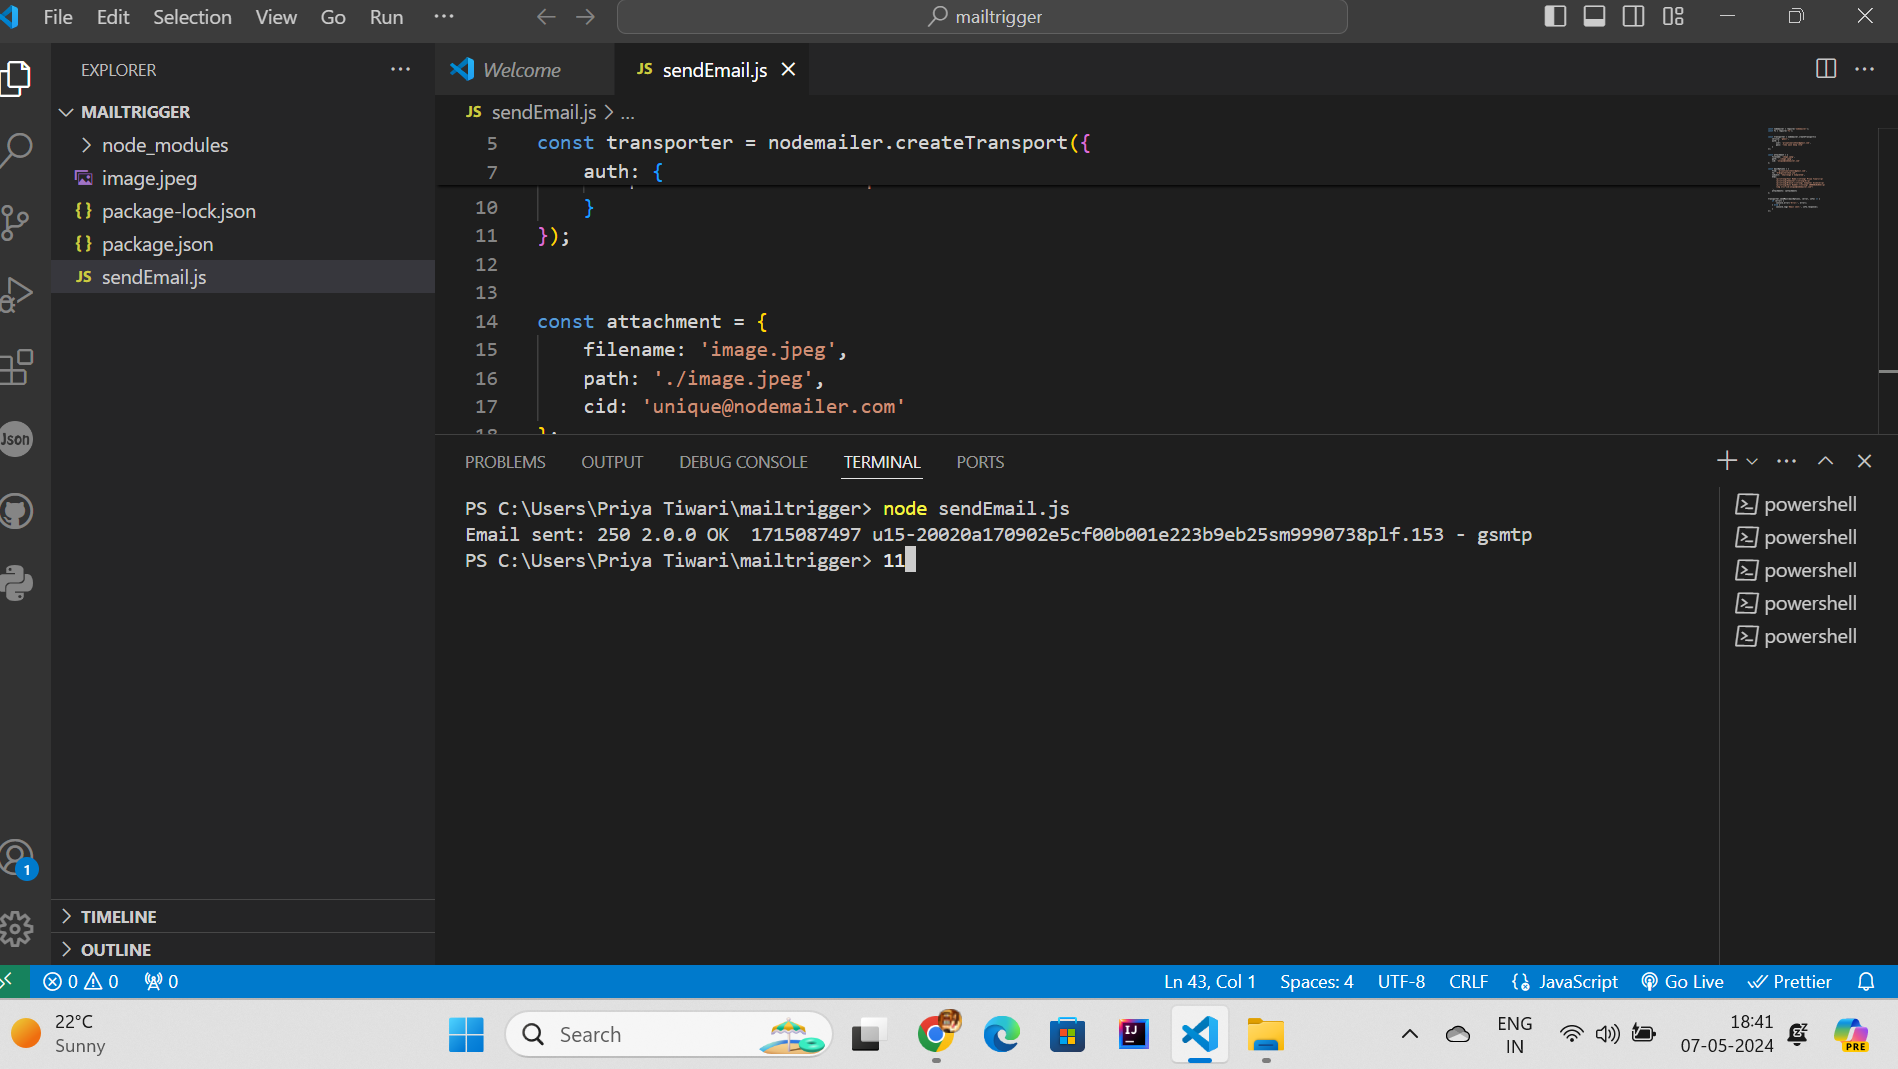 File Edit Selection View Go Run ...
mailtrigger
EXPLORER
MAILTRIGGER
node_modules
image.jpeg
{} package-lock.json
{} package.json
JS sendEmail.js
Json
1
TIMELINE
OUTLINE
Welcome
JS sendEmail.js
JS sendEmail.js > ...
5 const transporter = nodemailer.createTransport({
7 auth: {
10 }
11 });
12
13
14 const attachment = {
15 filename: 'image.jpeg',
16 path: './image.jpeg',
17 cid: 'unique@nodemailer.com'
PROBLEMS OUTPUT DEBUG CONSOLE TERMINAL PORTS
PS C:\Users\Priya Tiwari\mailtrigger> node sendEmail.js
Email sent: 250 2.0.0 OK  1715087497 u15-20020a170902e5cf00b001e223b9eb25sm9990738plf.153 - gsmtp
PS C:\Users\Priya Tiwari\mailtrigger> 11
powershell
powershell
powershell
powershell
powershell
0 0 0
Ln 43, Col 1 Spaces: 4 UTF-8 CRLF JavaScript Go Live Prettier
22°C
Sunny
Search
IJ
ENG
IN
18:41
07-05-2024
PRE